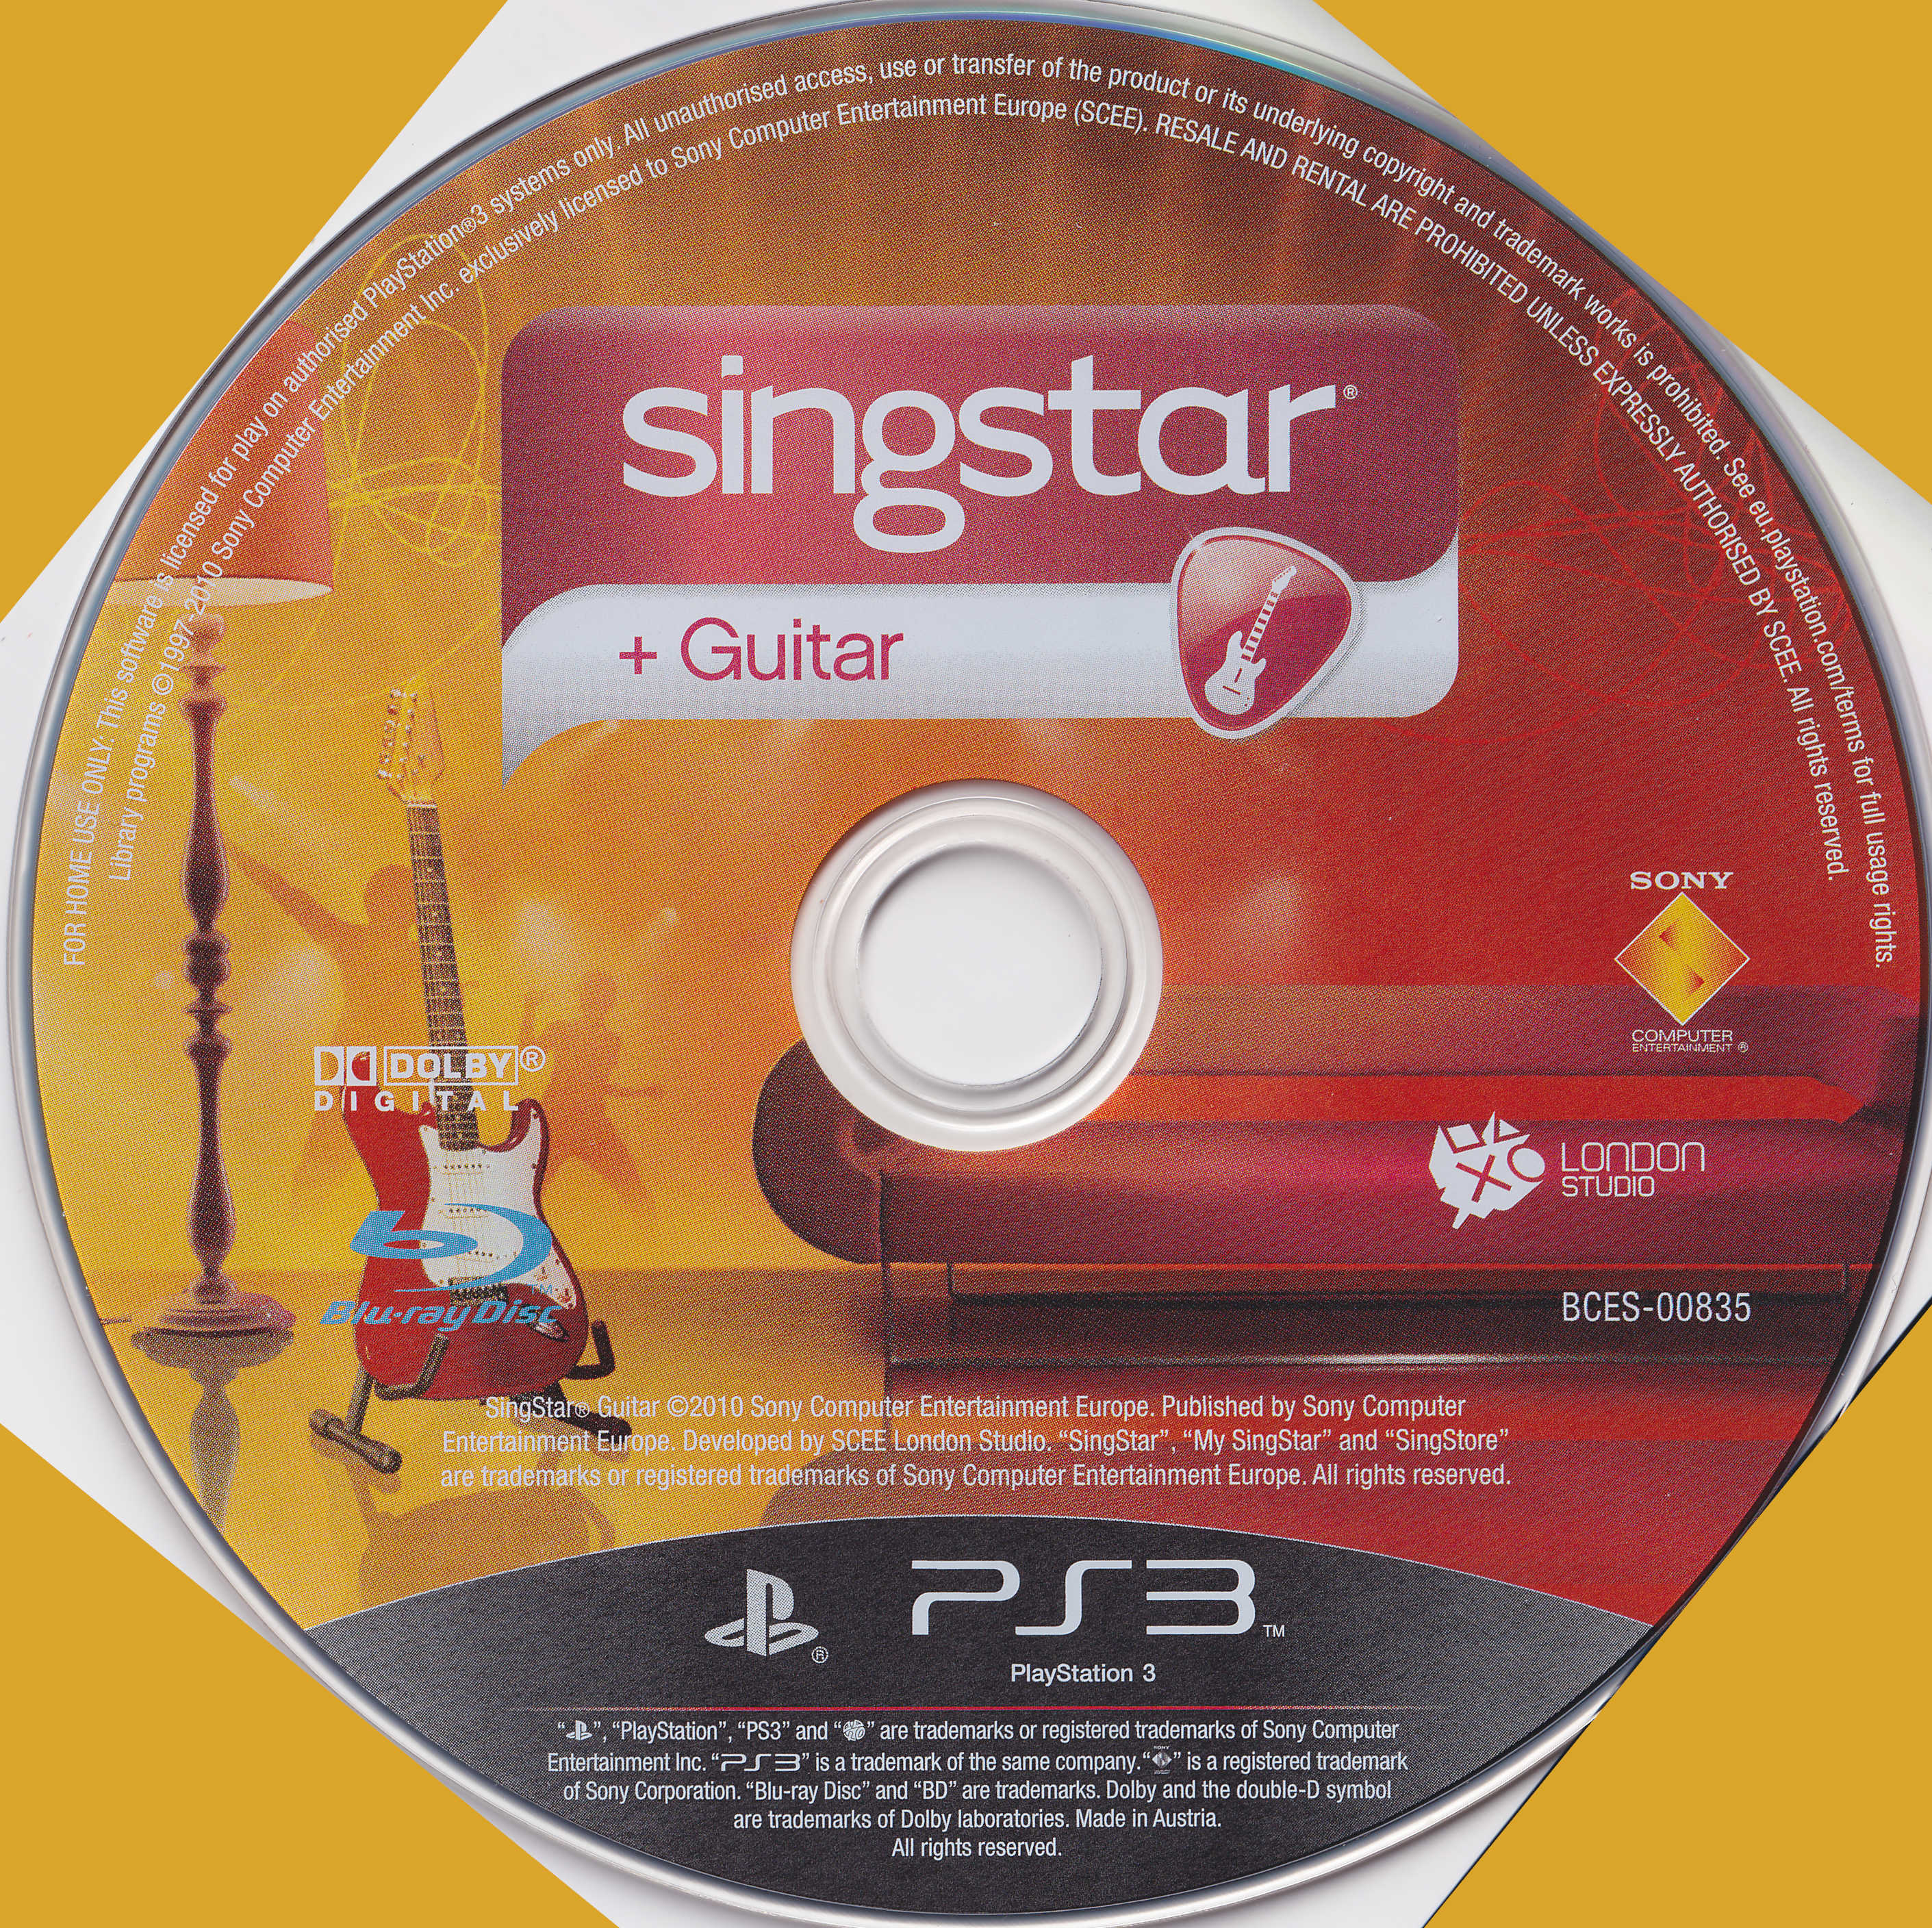 FOR HOME USE ONLY: This software is licensed for play on authorised PlayStation®3 systems only. All unauthorised access, use or transfer of the product or its underlying copyright and trademark works is prohibited. See eu.playstation.com/terms for full usage rights.
Library programs ©1997-2010 Sony Computer Entertainment Inc. exclusively licensed to Sony Computer Entertainment Europe (SCEE). RESALE AND RENTAL ARE PROHIBITED UNLESS EXPRESSLY AUTHORISED BY SCEE. All rights reserved.
singstar®
+ Guitar
SONY
COMPUTER
ENTERTAINMENT ®
DOLBY®
DIGITAL
LONDON
STUDIO
Blu-ray Disc™
BCES-00835
SingStar® Guitar ©2010 Sony Computer Entertainment Europe. Published by Sony Computer
Entertainment Europe. Developed by SCEE London Studio. “SingStar”, “My SingStar” and “SingStore”
are trademarks or registered trademarks of Sony Computer Entertainment Europe. All rights reserved.
® PS3™
PlayStation 3
“ ”, “PlayStation”, “PS3” and “ ” are trademarks or registered trademarks of Sony Computer
Entertainment Inc. “PS3” is a trademark of the same company. “ ” is a registered trademark
of Sony Corporation. “Blu-ray Disc” and “BD” are trademarks. Dolby and the double-D symbol
are trademarks of Dolby laboratories. Made in Austria.
All rights reserved.